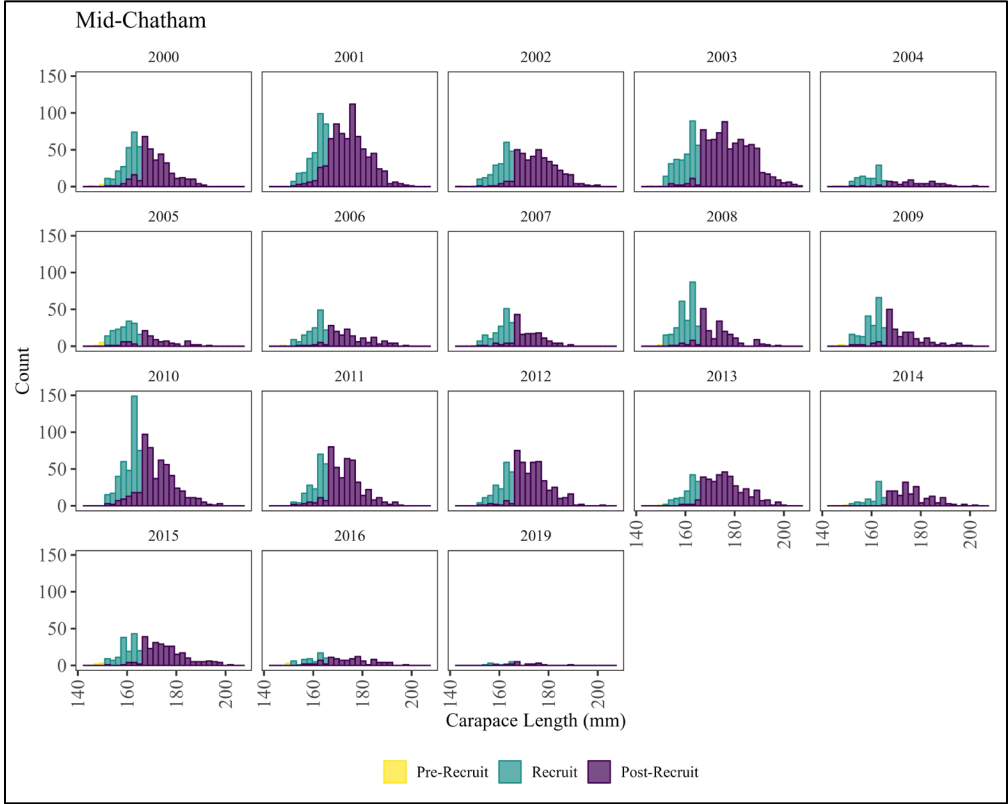 Mid-Chatham
2000 2001 2002 2003 2004
150
100
50
0
2005 2006 2007 2008 2009
150
100
50
0
Count
2010 2011 2012 2013 2014
150
100
50
0
140 160 180 200 140 160 180 200
2015 2016 2019
150
100
50
0
140 160 180 200 140 160 180 200 140 160 180 200
Carapace Length (mm)
Pre-Recruit Recruit Post-Recruit